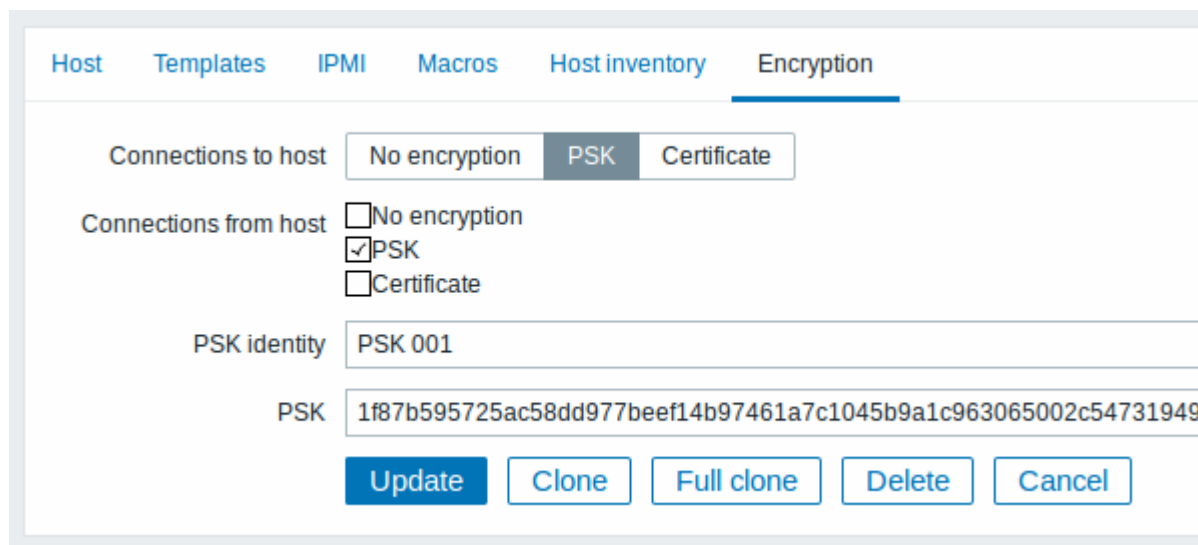 Host Templates IPMI Macros Host inventory Encryption
Connections to host No encryption PSK Certificate
Connections from host No encryption
PSK
Certificate
PSK identity PSK 001
PSK 1f87b595725ac58dd977beef14b97461a7c1045b9a1c963065002c54731949
Update Clone Full clone Delete Cancel